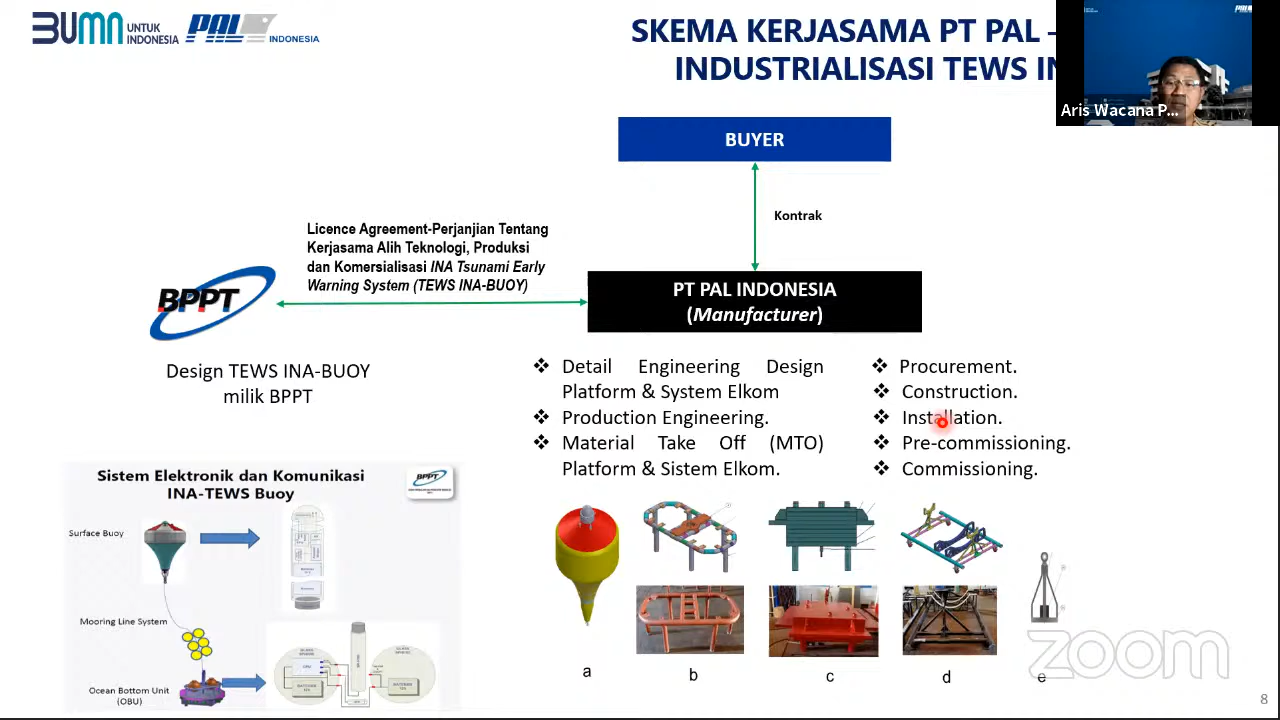 BUMN UNTUK
INDONESIA
PAL INDONESIA
SKEMA KERJASAMA PT PAL –
INDUSTRIALISASI TEWS IN
Aris Wacana P...
BUYER
Kontrak
Licence Agreement-Perjanjian Tentang
Kerjasama Alih Teknologi, Produksi
dan Komersialisasi INA Tsunami Early
Warning System (TEWS INA-BUOY)
BPPT
PT PAL INDONESIA
(Manufacturer)
Design TEWS INA-BUOY
milik BPPT
❖ Detail Engineering Design
Platform & System Elkom
❖ Production Engineering.
❖ Material Take Off (MTO)
Platform & Sistem Elkom.
❖ Procurement.
❖ Construction.
❖ Installation.
❖ Pre-commissioning.
❖ Commissioning.
Sistem Elektronik dan Komunikasi
INA-TEWS Buoy
BPPT
Surface Buoy
Mooring Line System
Ocean Bottom Unit
(OBU)
a
b
c
d
e
zoom
8